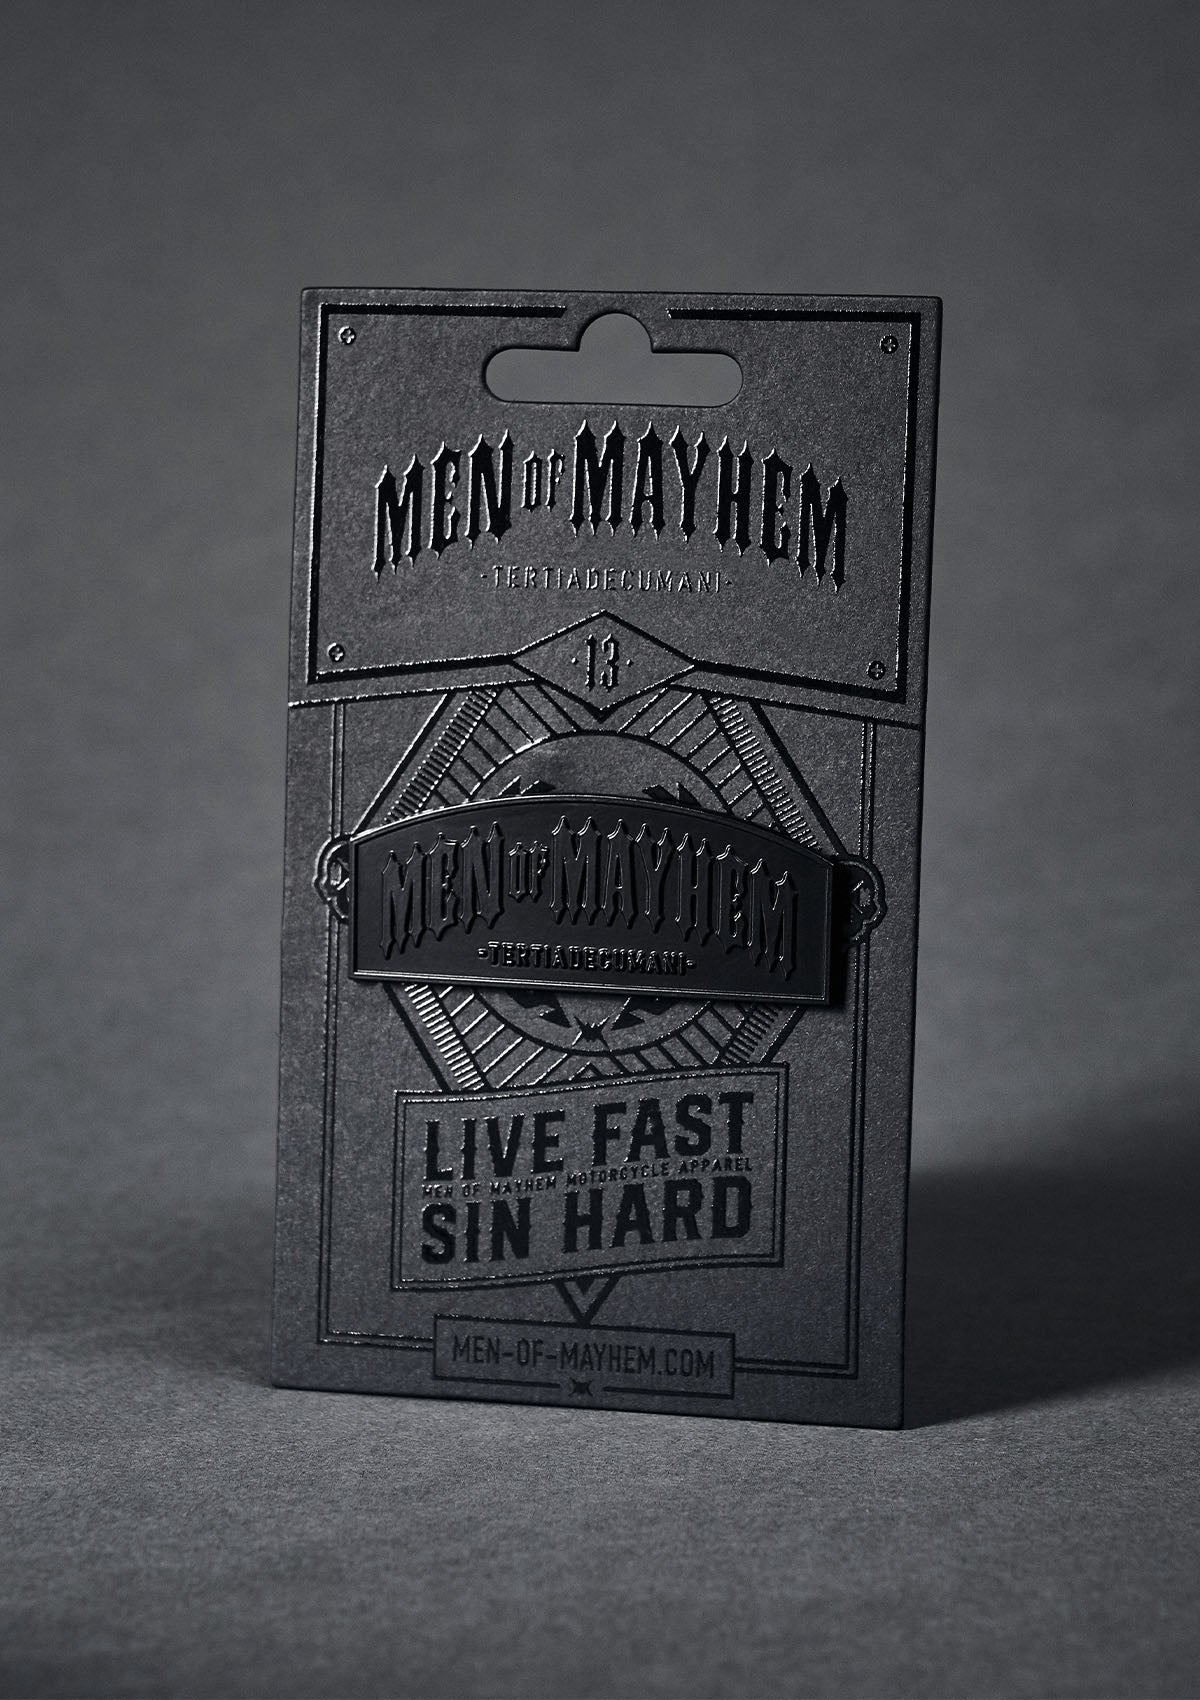 MEN OF MAYHEM
-TERTIADECUMANI-
·13·
MEN OF MAYHEM
-TERTIADECUMANI-
LIVE FAST
MEN OF MAYHEM MOTORCYCLE APPAREL
SIN HARD
MEN-OF-MAYHEM.COM